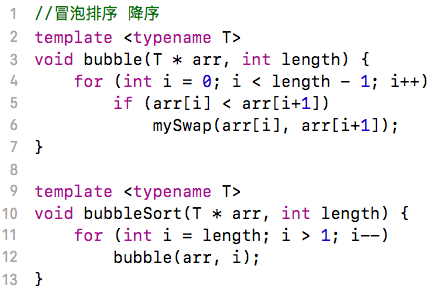 1 //冒泡排序 降序
2 template <typename T>
3 void bubble(T * arr, int length) {
4     for (int i = 0; i < length - 1; i++)
5         if (arr[i] < arr[i+1])
6             mySwap(arr[i], arr[i+1]);
7 }
8
9 template <typename T>
10 void bubbleSort(T * arr, int length) {
11     for (int i = length; i > 1; i--)
12         bubble(arr, i);
13 }